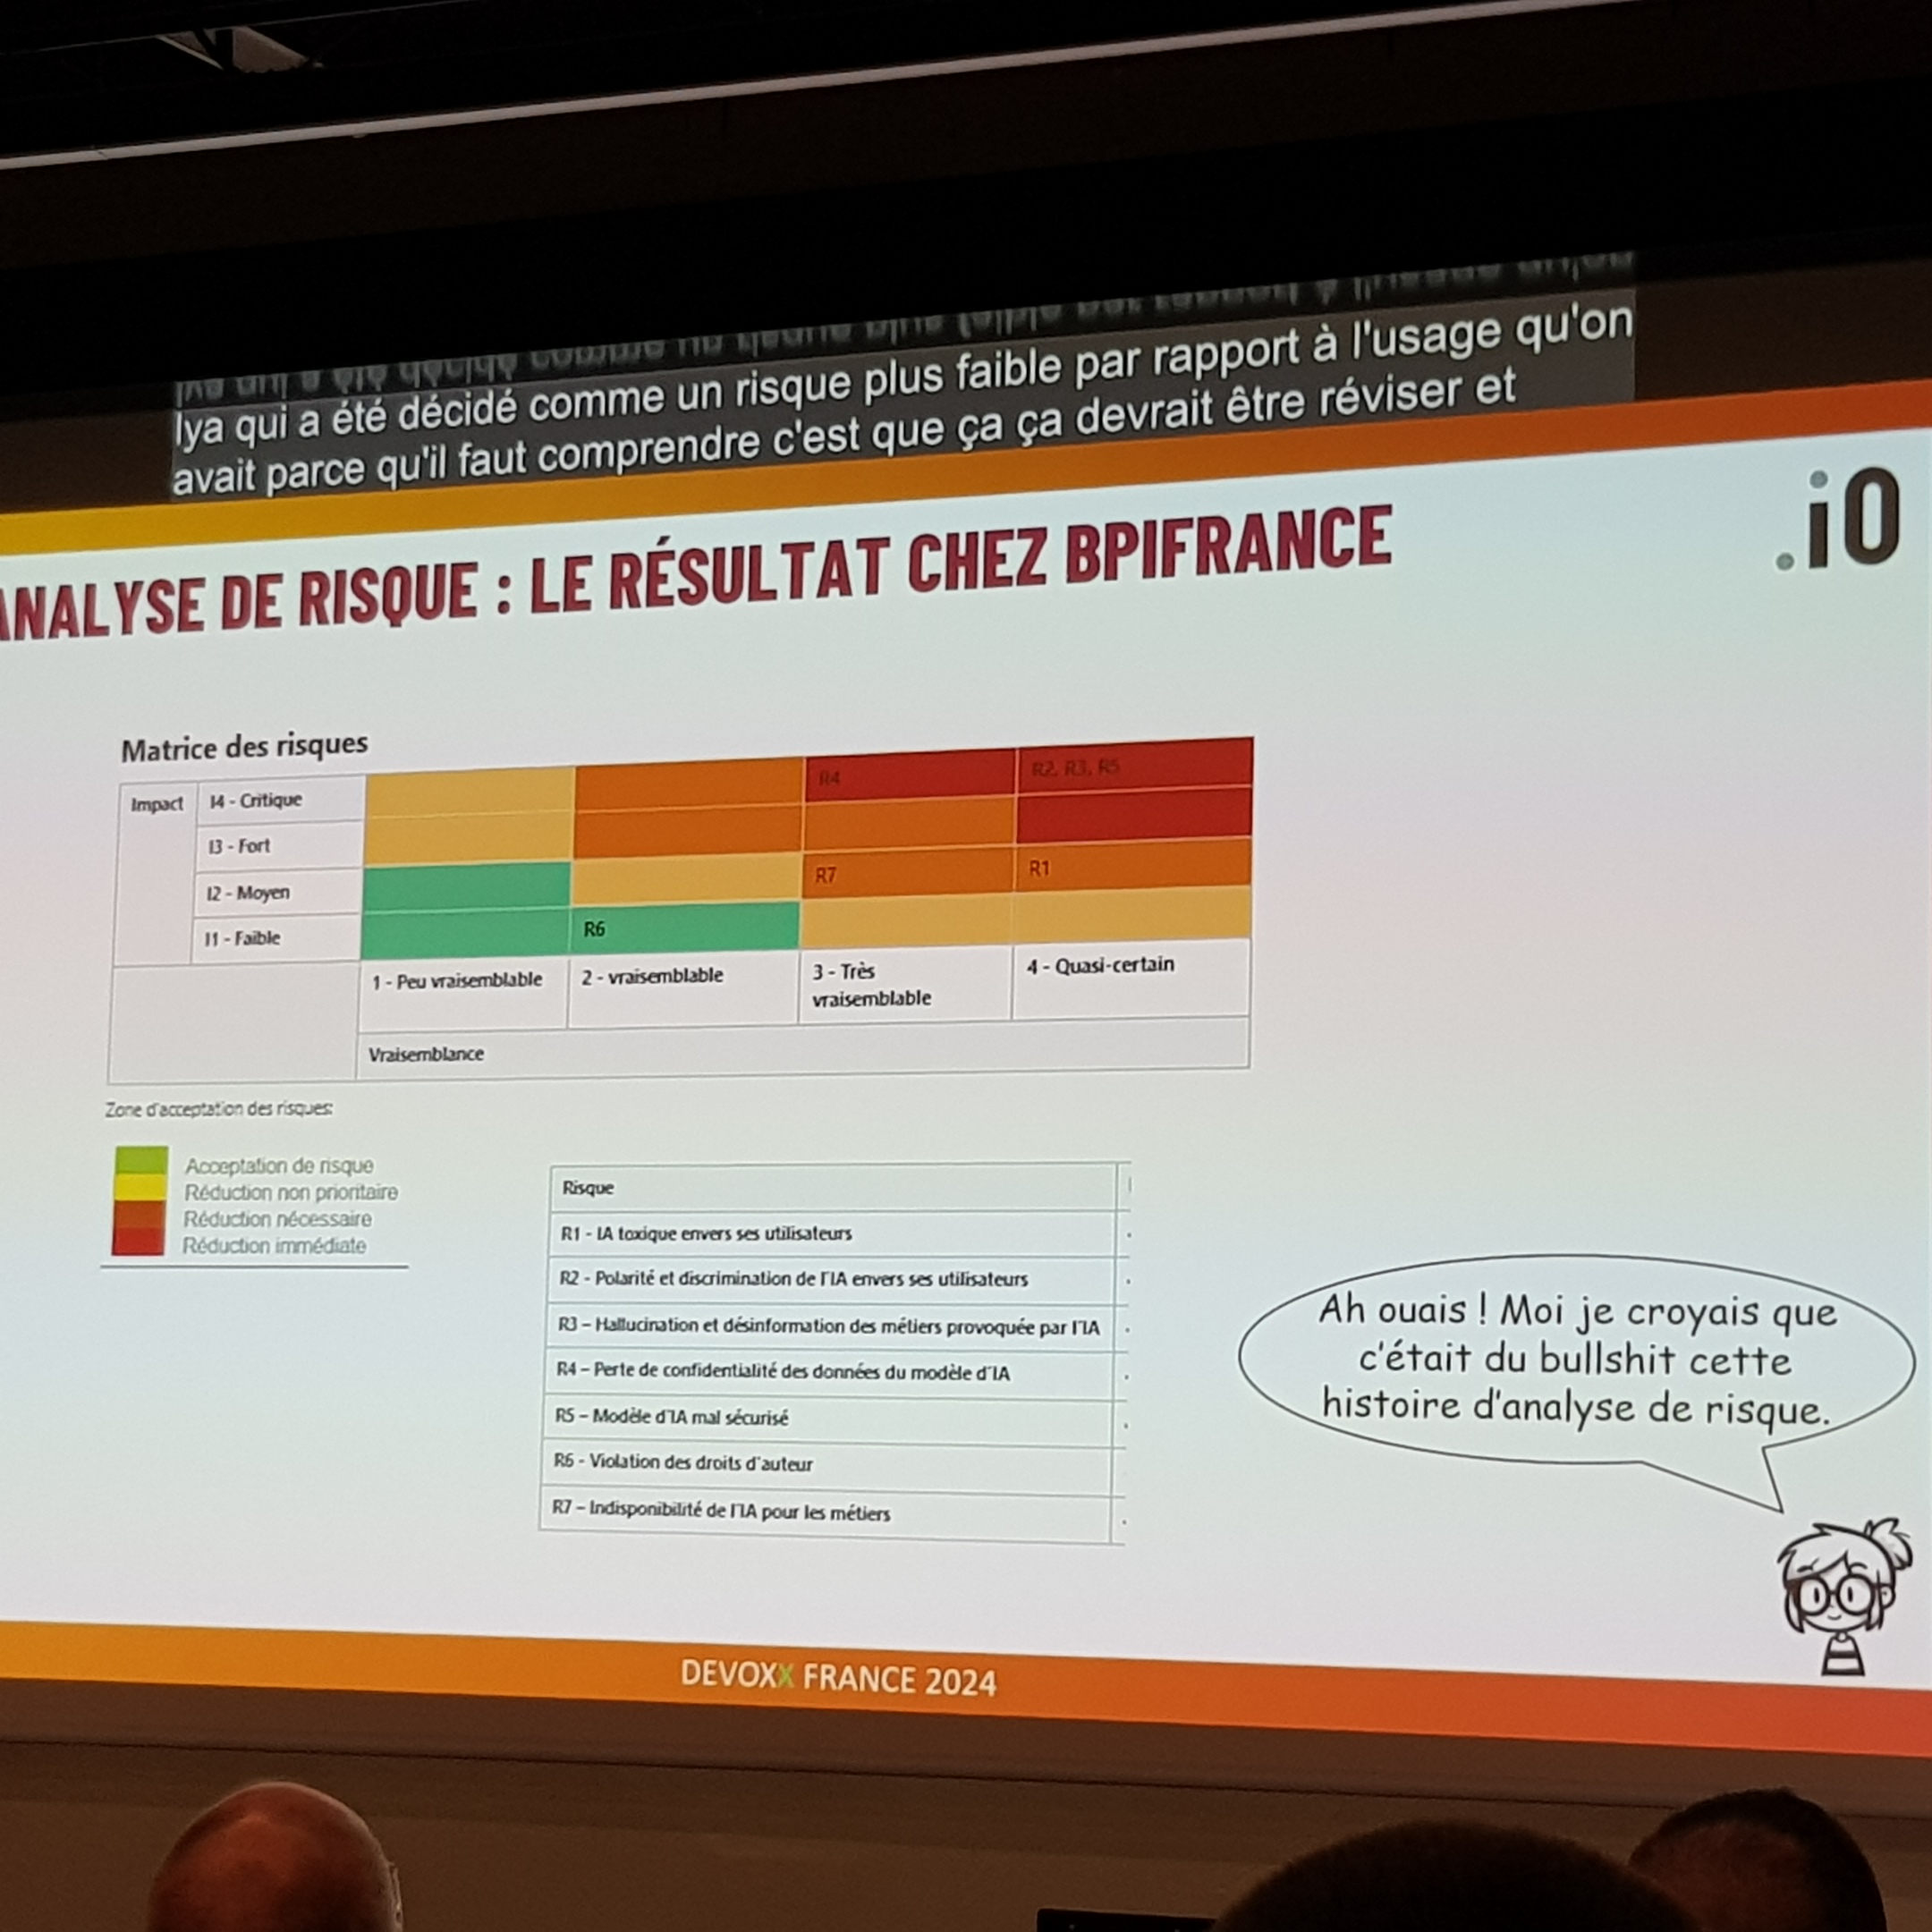 lya qui a été décidé comme un risque plus faible par rapport à l'usage qu'on
avait parce qu'il faut comprendre c'est que ça ça devrait être réviser et
.i0
ANALYSE DE RISQUE : LE RÉSULTAT CHEZ BPIFRANCE
Matrice des risques
Impact
I4 - Critique
R4
R2, R3, R5
I3 - Fort
I2 - Moyen
R7
R1
I1 - Faible
R6
1 - Peu vraisemblable
2 - vraisemblable
3 - Très
vraisemblable
4 - Quasi-certain
Vraisemblance
Zone d'acceptation des risques:
Acceptation de risque
Réduction non prioritaire
Réduction nécessaire
Réduction immédiate
Risque
R1 - IA toxique envers ses utilisateurs
R2 - Polarité et discrimination de l'IA envers ses utilisateurs
R3 – Hallucination et désinformation des métiers provoquée par l'IA
R4 – Perte de confidentialité des données du modèle d'IA
R5 – Modèle d'IA mal sécurisé
R6 - Violation des droits d'auteur
R7 – Indisponibilité de l'IA pour les métiers
Ah ouais ! Moi je croyais que
c'était du bullshit cette
histoire d'analyse de risque.
DEVOXX FRANCE 2024